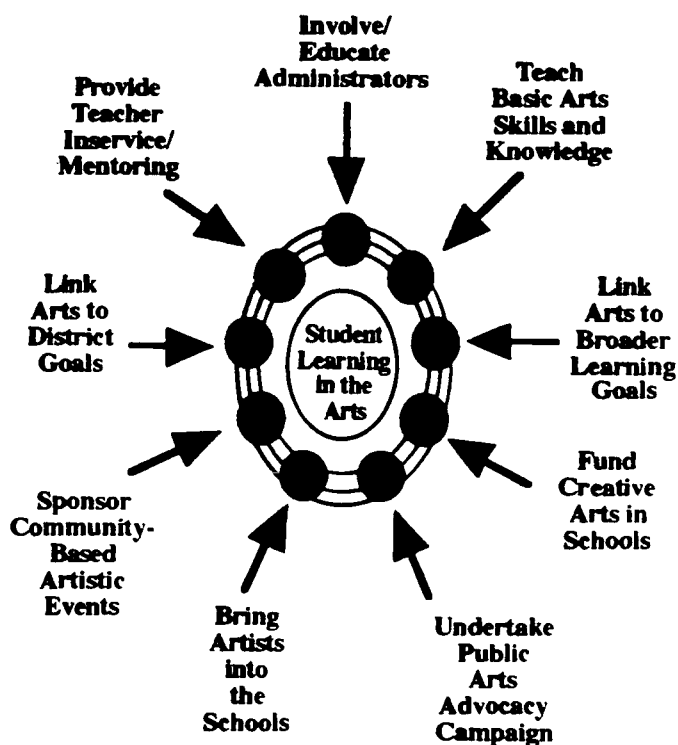 Involve/
Educate
Administrators
Teach
Basic Arts
Skills and
Knowledge
Link
Arts to
Broader
Learning
Goals
Fund
Creative
Arts in
Schools
Undertake
Public
Arts
Advocacy
Campaign
Bring
Artists
into
the
Schools
Sponsor
Community-
Based
Artistic
Events
Link
Arts to
District
Goals
Provide
Teacher
Inservice/
Mentoring
Student
Learning
in the
Arts